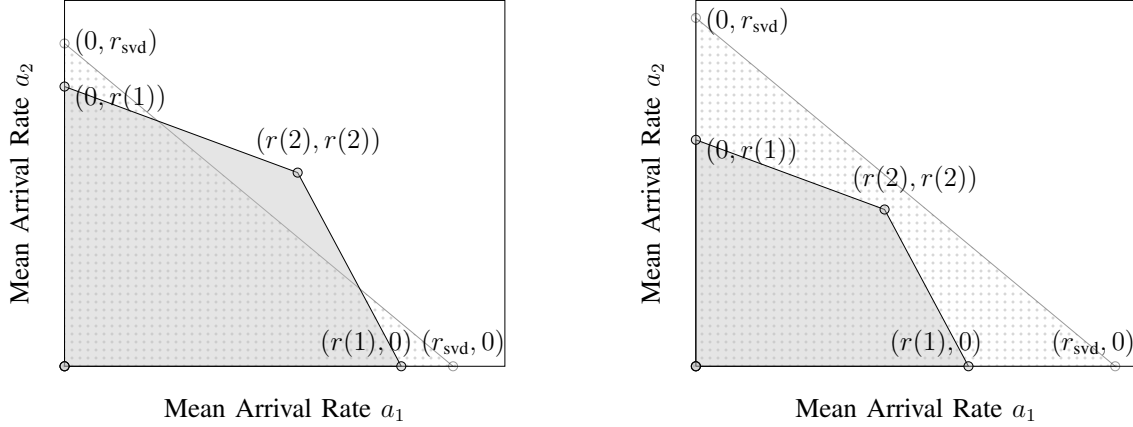 (0, r_svd)
(0, r(1))
(r(2), r(2))
(r(1), 0) (r_svd, 0)
Mean Arrival Rate a_2
Mean Arrival Rate a_1
(0, r_svd)
(0, r(1))
(r(2), r(2))
(r(1), 0) (r_svd, 0)
Mean Arrival Rate a_2
Mean Arrival Rate a_1